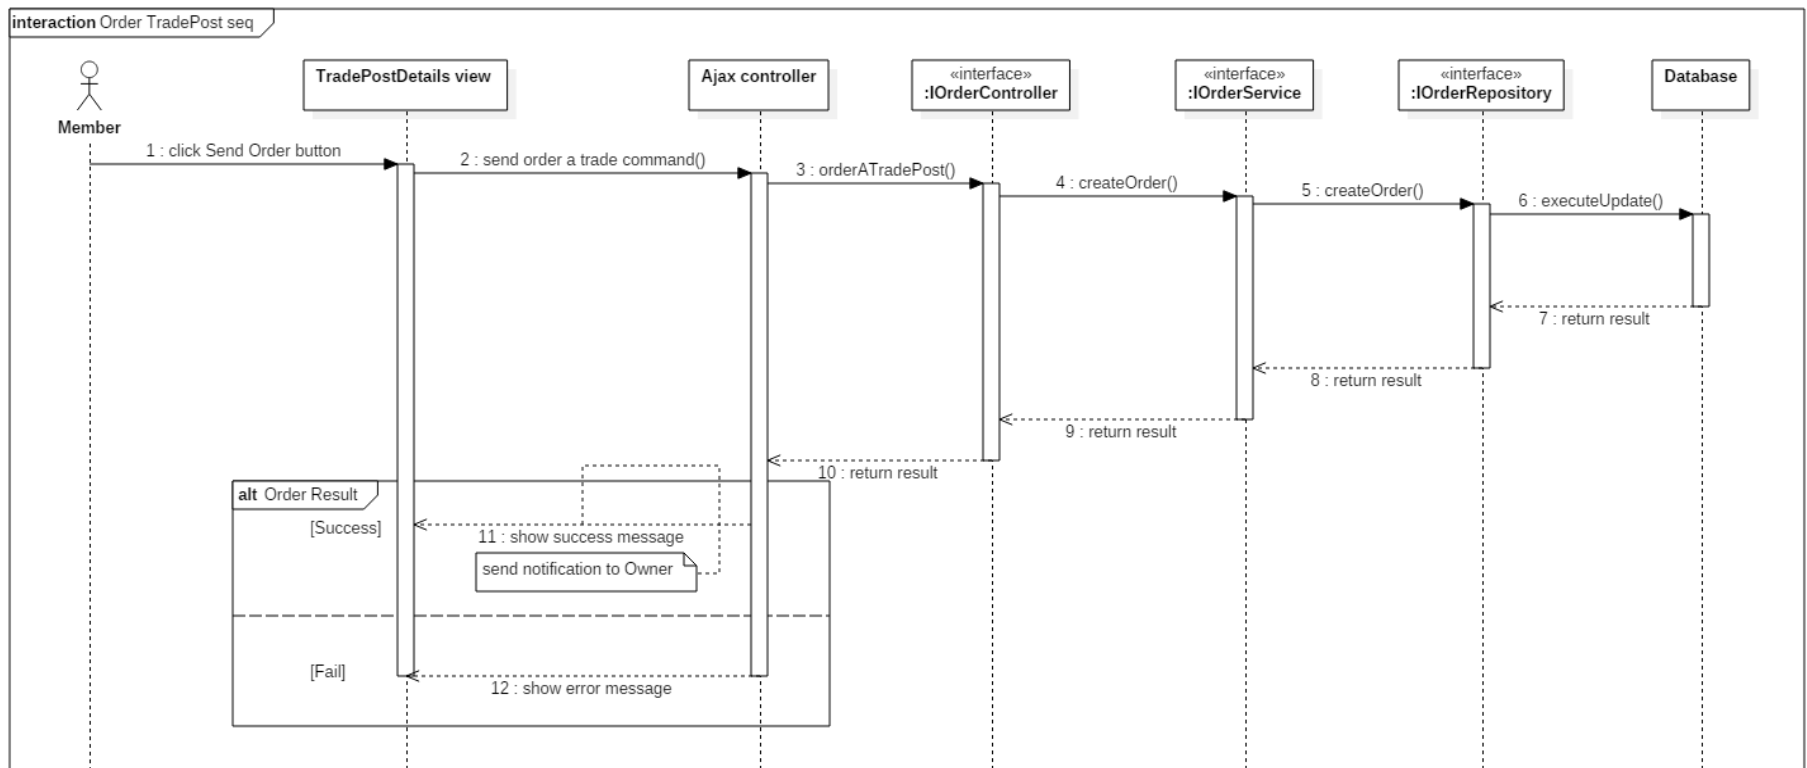 interaction Order TradePost seq
Member
TradePostDetails view
Ajax controller
«interface»
:IOrderController
«interface»
:IOrderService
«interface»
:IOrderRepository
Database
1 : click Send Order button
2 : send order a trade command()
3 : orderATradePost()
4 : createOrder()
5 : createOrder()
6 : executeUpdate()
7 : return result
8 : return result
9 : return result
10 : return result
alt Order Result
[Success]
11 : show success message
send notification to Owner
[Fail]
12 : show error message